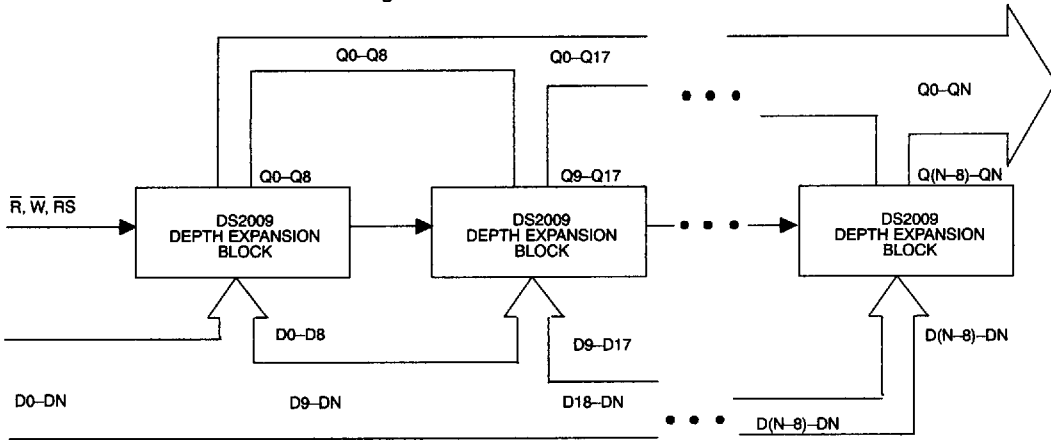 Q0–Q8
Q0–Q17
Q0–QN
Q0–Q8
Q9–Q17
Q(N–8)–QN
R, W, RS
DS2009
DEPTH EXPANSION
BLOCK
DS2009
DEPTH EXPANSION
BLOCK
DS2009
DEPTH EXPANSION
BLOCK
D0–D8
D9–D17
D(N–8)–DN
D0–DN
D9–DN
D18–DN
D(N–8)–DN